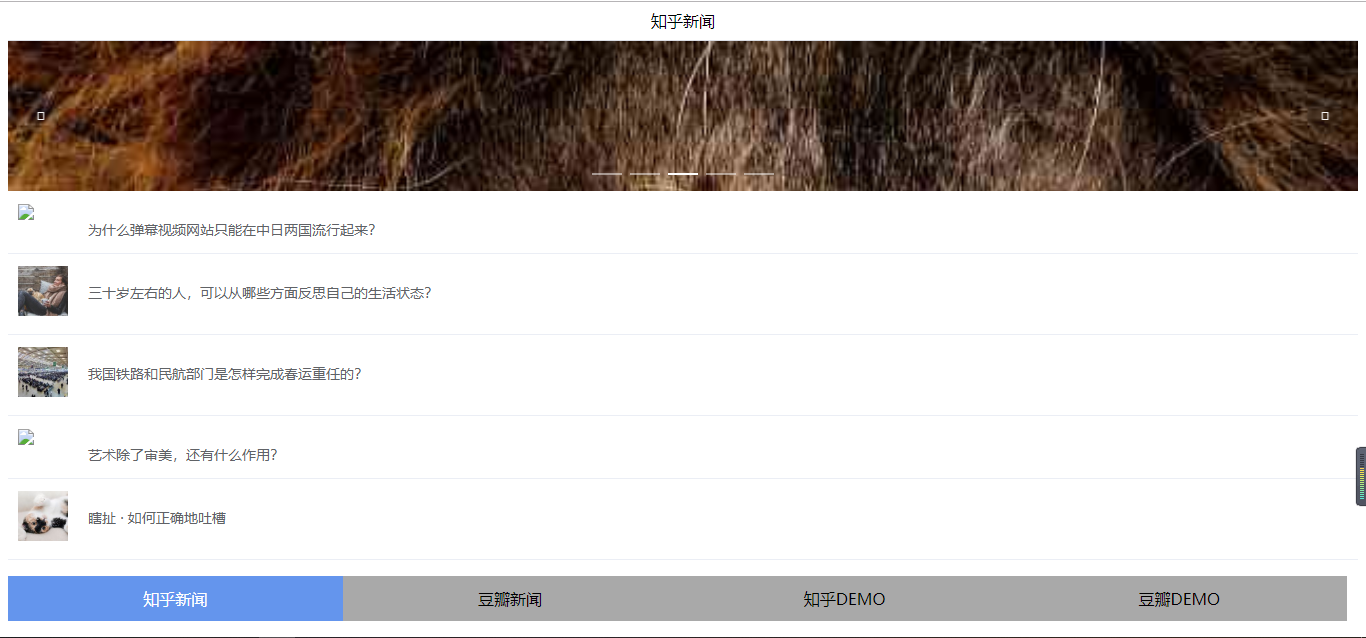 知乎新闻
为什么弹幕视频网站只能在中日两国流行起来?
三十岁左右的人，可以从哪些方面反思自己的生活状态?
我国铁路和民航部门是怎样完成春运重任的?
艺术除了审美，还有什么作用?
瞎扯 · 如何正确地吐槽
知乎新闻 豆瓣新闻 知乎DEMO 豆瓣DEMO